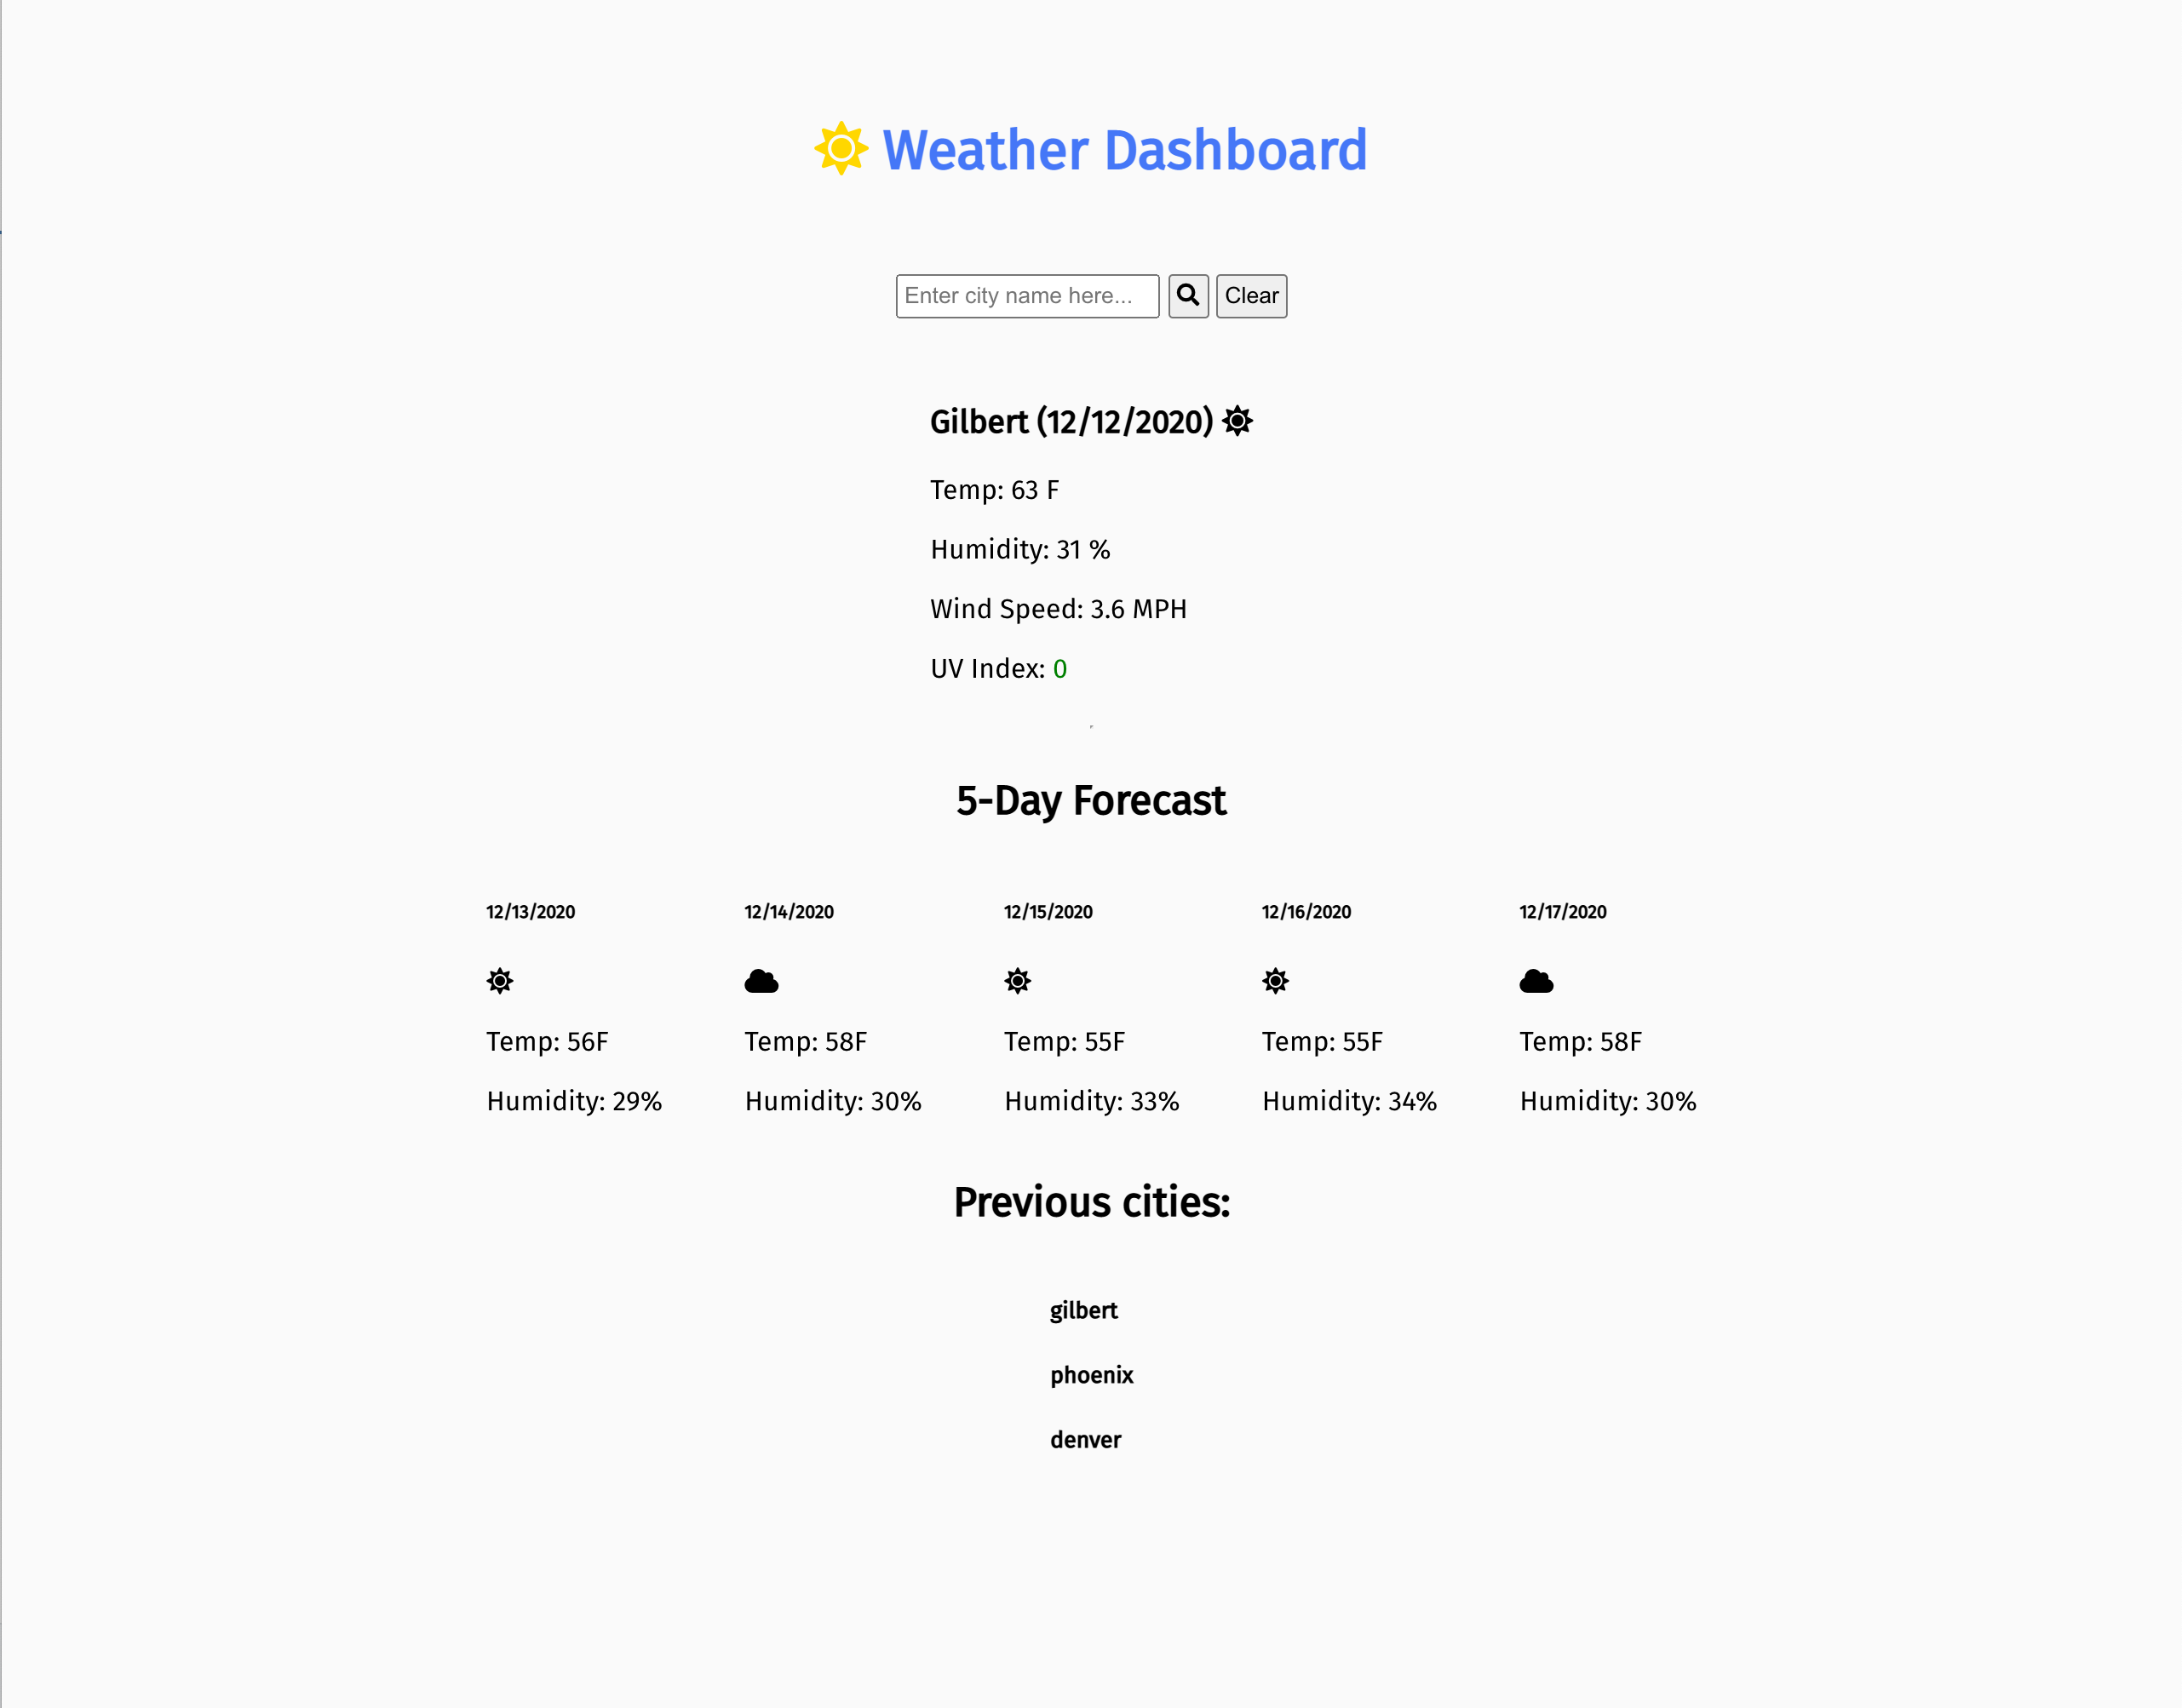 Weather Dashboard
Enter city name here...
Clear
Gilbert (12/12/2020)
Temp: 63 F
Humidity: 31 %
Wind Speed: 3.6 MPH
UV Index: 0
5-Day Forecast
12/13/2020 12/14/2020 12/15/2020 12/16/2020 12/17/2020
Temp: 56F Temp: 58F Temp: 55F Temp: 55F Temp: 58F
Humidity: 29% Humidity: 30% Humidity: 33% Humidity: 34% Humidity: 30%
Previous cities:
gilbert
phoenix
denver